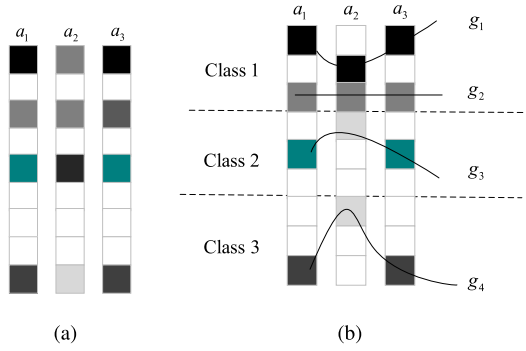 a₁ a₂ a₃
(a)
a₁ a₂ a₃
g₁
Class 1
g₂
Class 2
g₃
Class 3
g₄
(b)